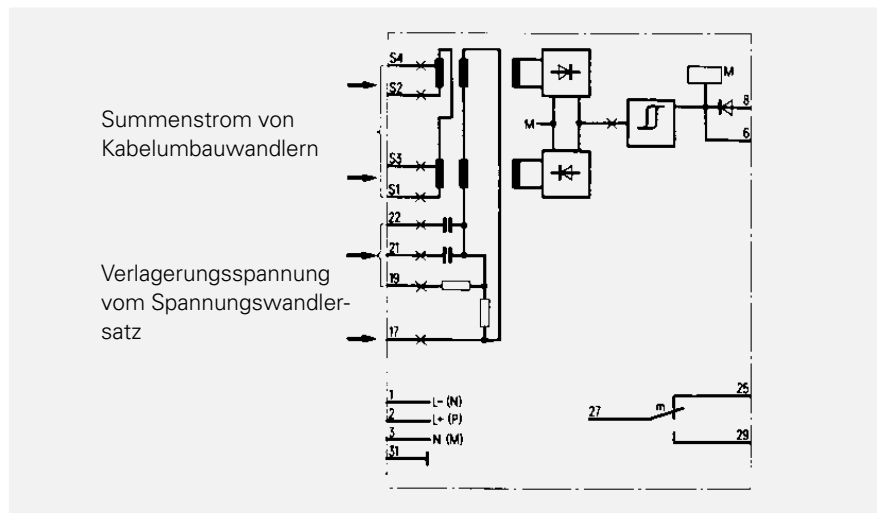 Summenstrom von
Kabelumbauwandlern
Verlagerungsspannung
vom Spannungswandler-
satz
S4
S2
S3
S1
22
21
19
17
1 L- (N)
2 L+ (P)
3 N (M)
31
M
M
8
6
27
m
25
29